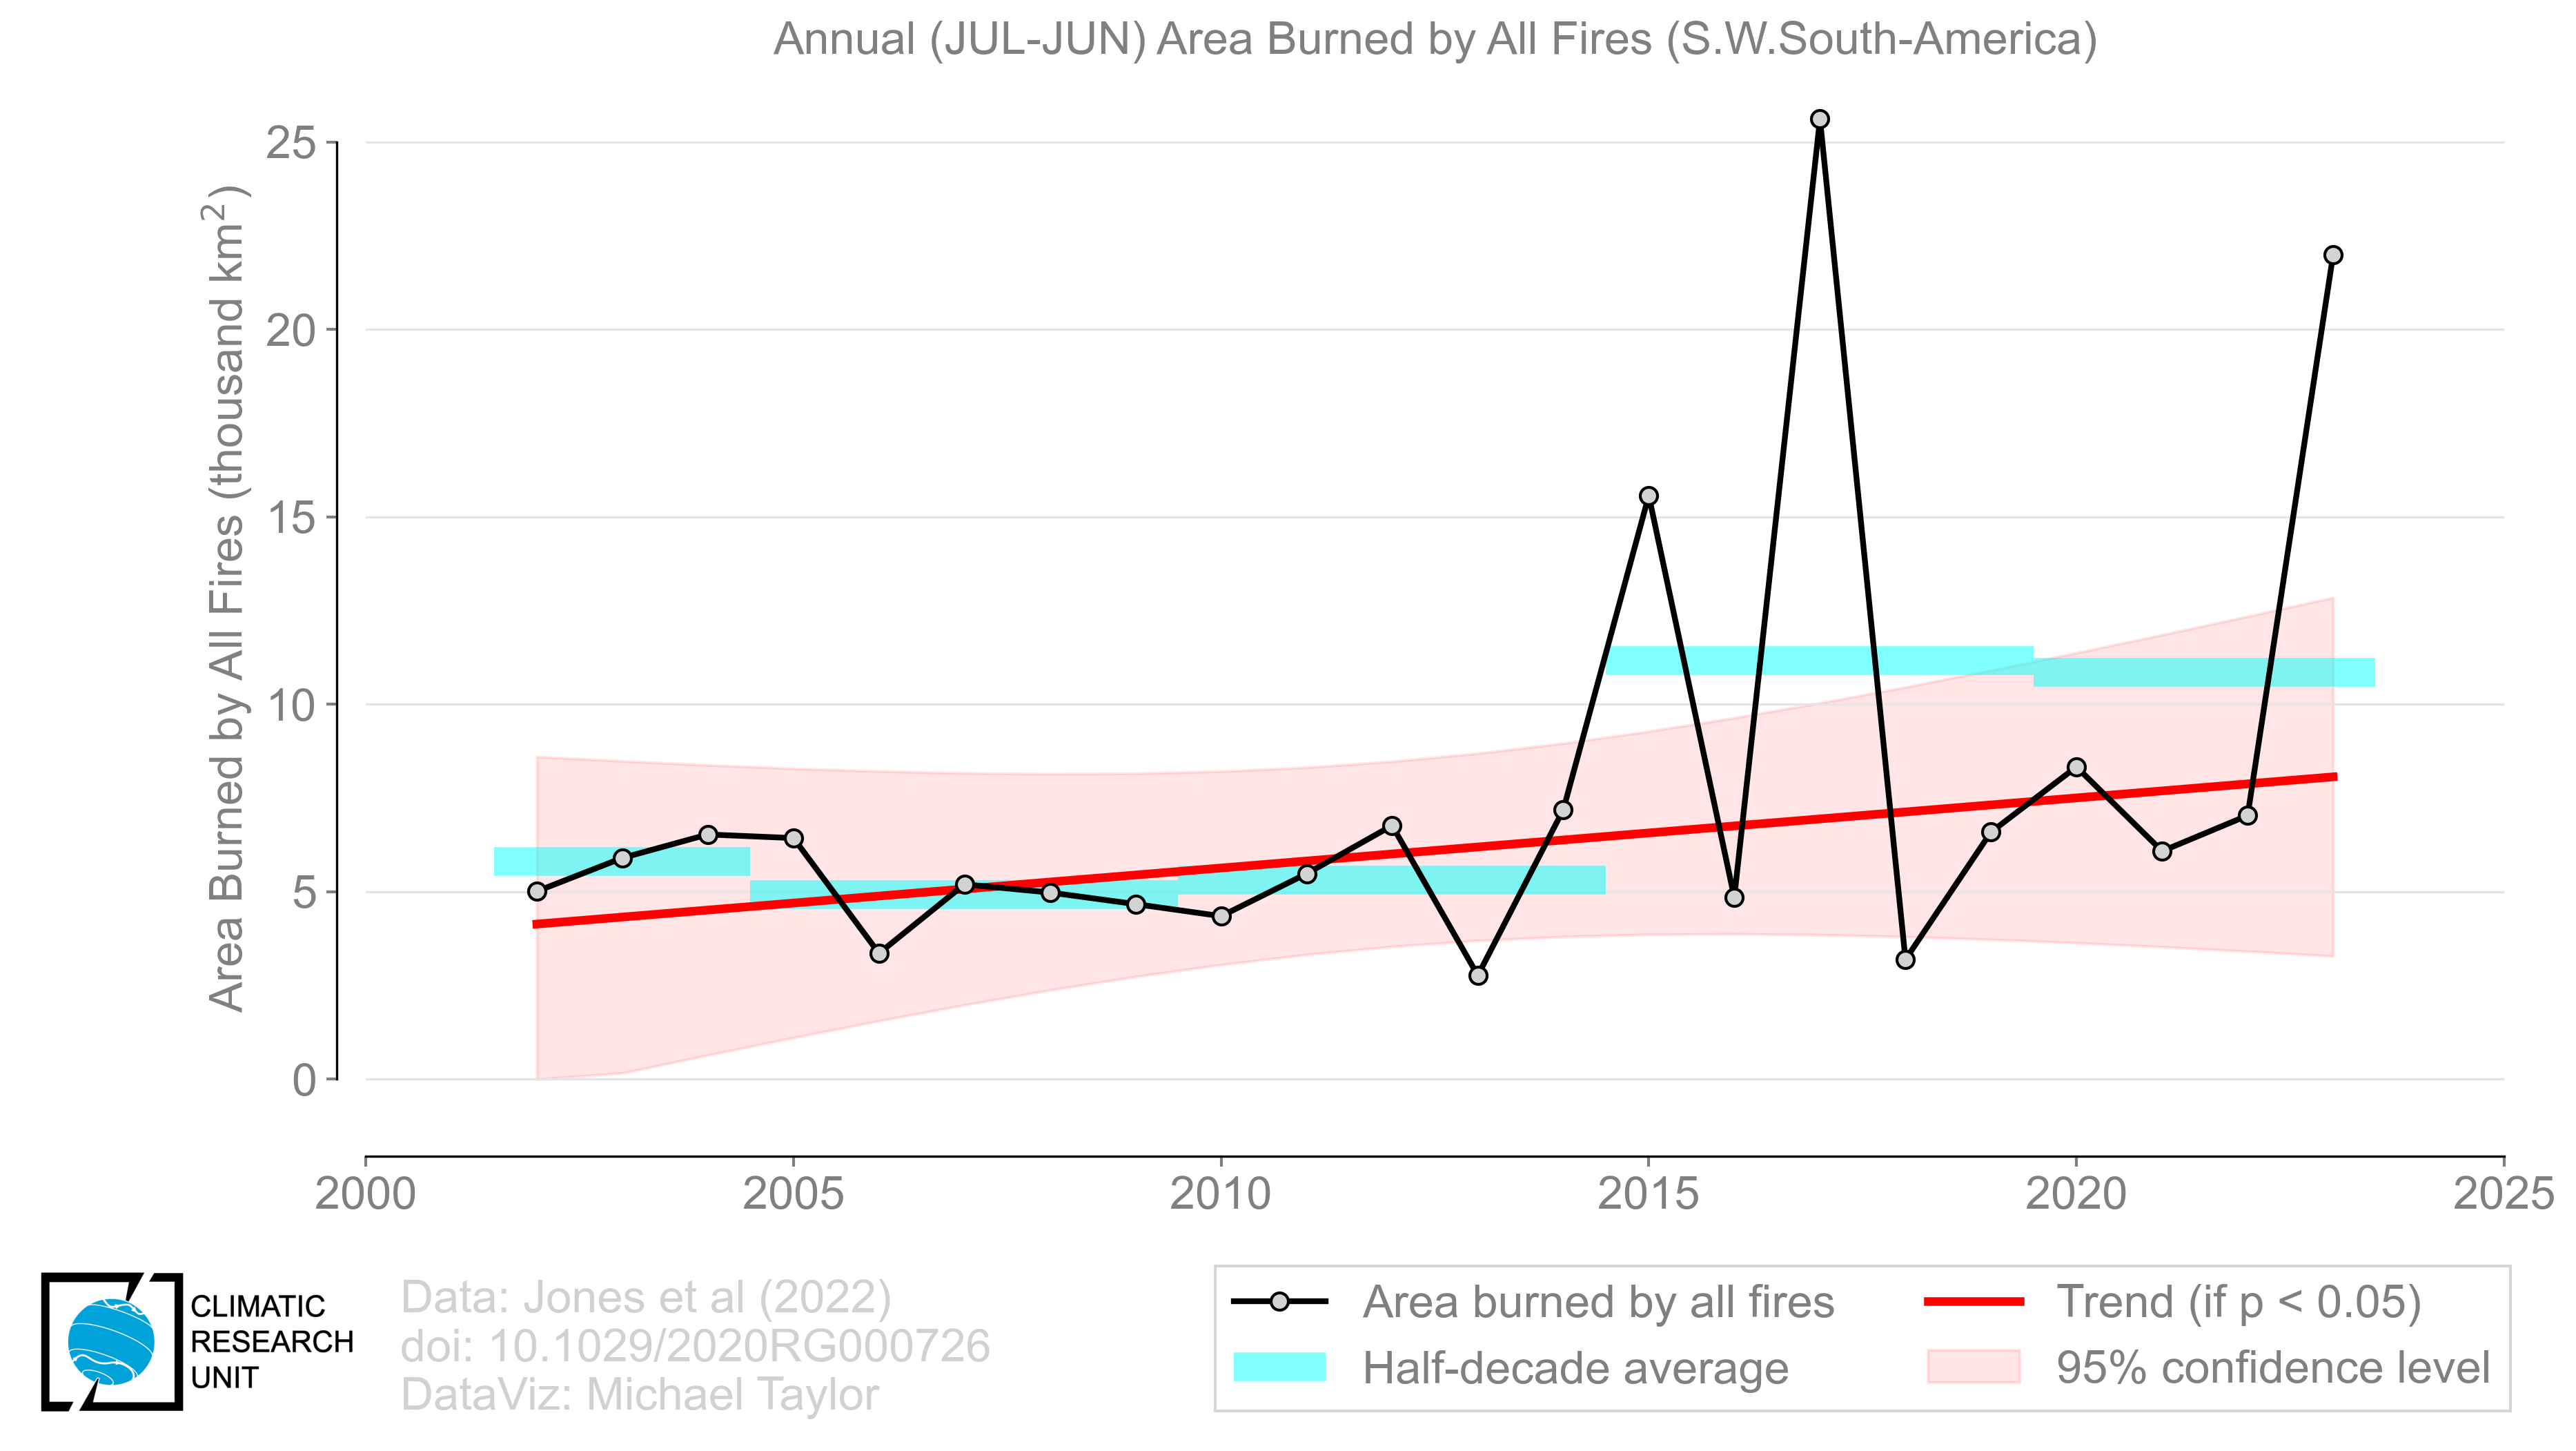 Annual (JUL-JUN) Area Burned by All Fires (S.W.South-America)
Area Burned by All Fires (thousand km²)
25
20
15
10
5
0
2000
2005
2010
2015
2020
2025
CLIMATIC
RESEARCH
UNIT
Data: Jones et al (2022)
doi: 10.1029/2020RG000726
DataViz: Michael Taylor
Area burned by all fires
Half-decade average
Trend (if p < 0.05)
95% confidence level